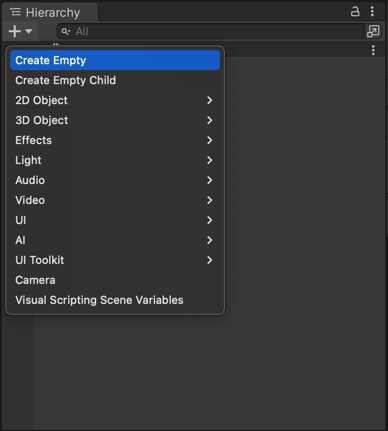 Hierarchy
All
Create Empty
Create Empty Child
2D Object
3D Object
Effects
Light
Audio
Video
UI
AI
UI Toolkit
Camera
Visual Scripting Scene Variables